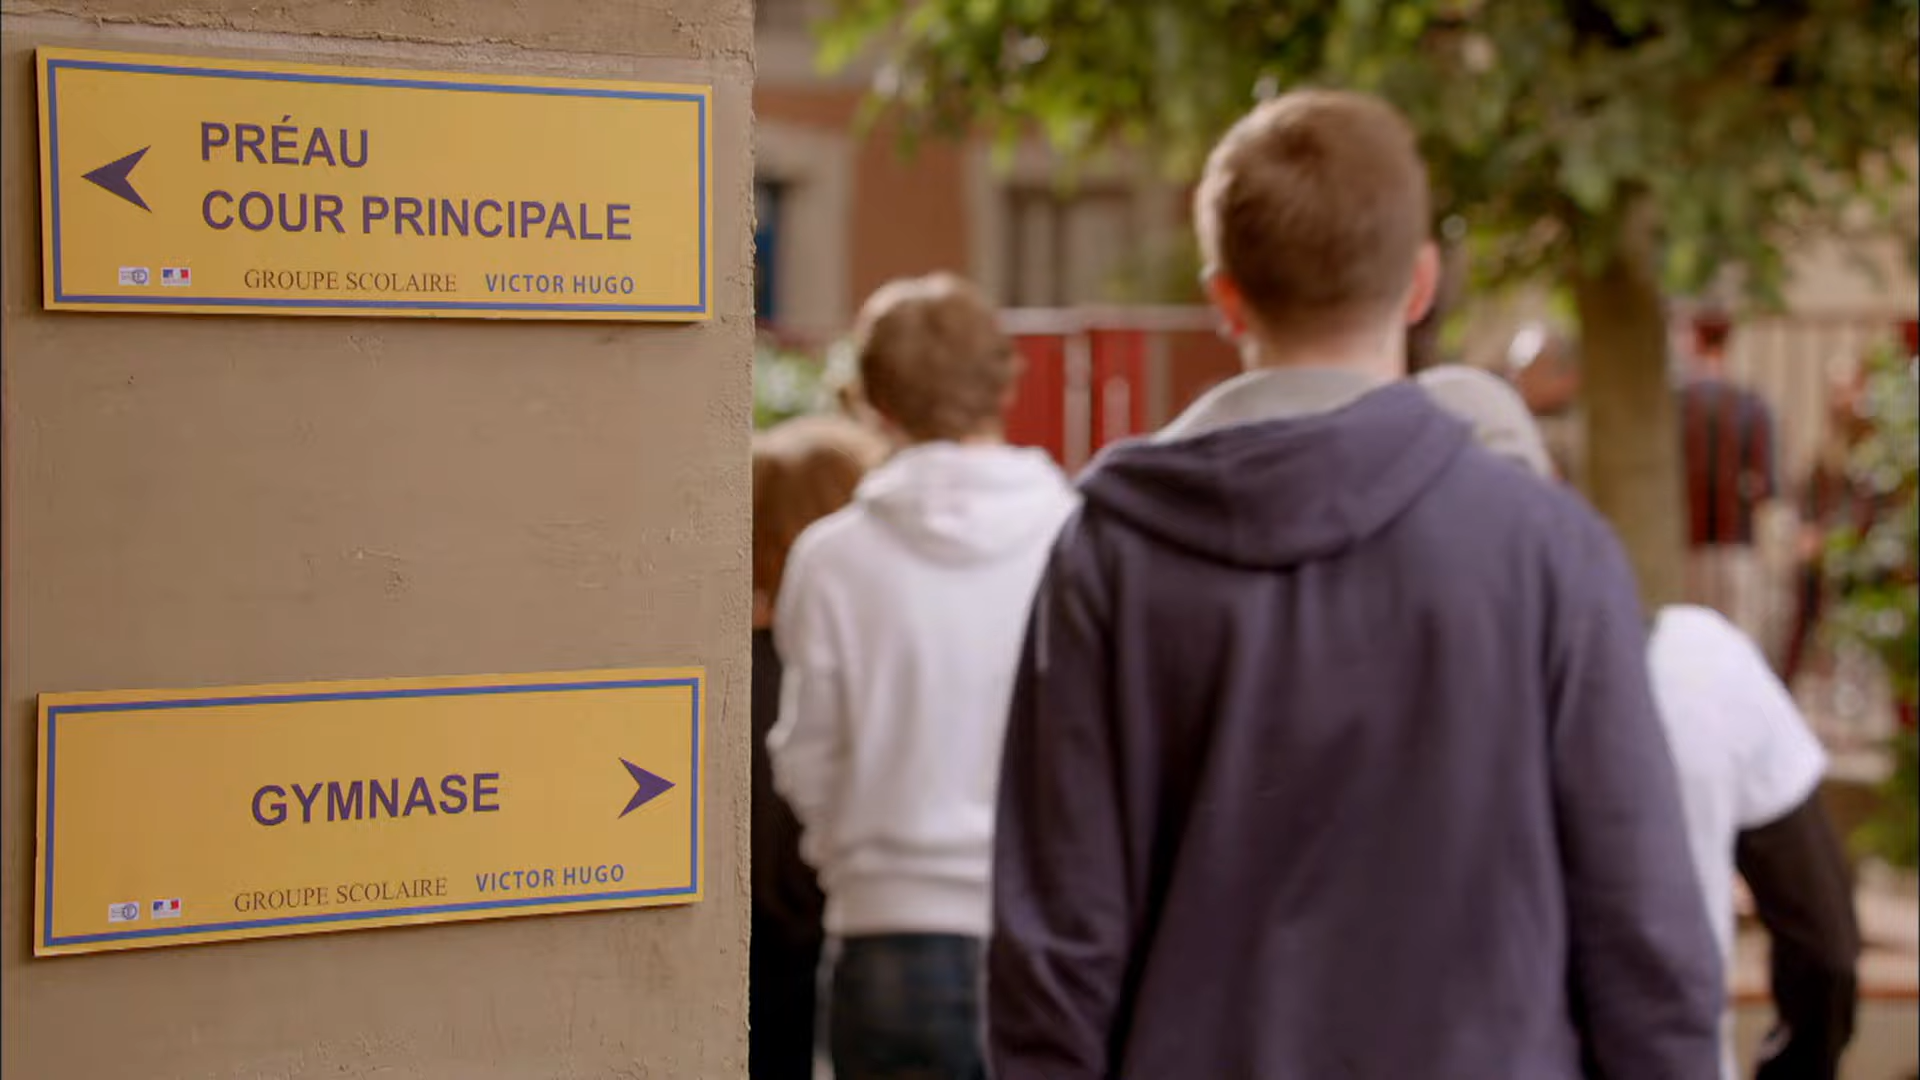 PRÉAU
COUR PRINCIPALE
GROUPE SCOLAIRE VICTOR HUGO
GYMNASE
GROUPE SCOLAIRE VICTOR HUGO